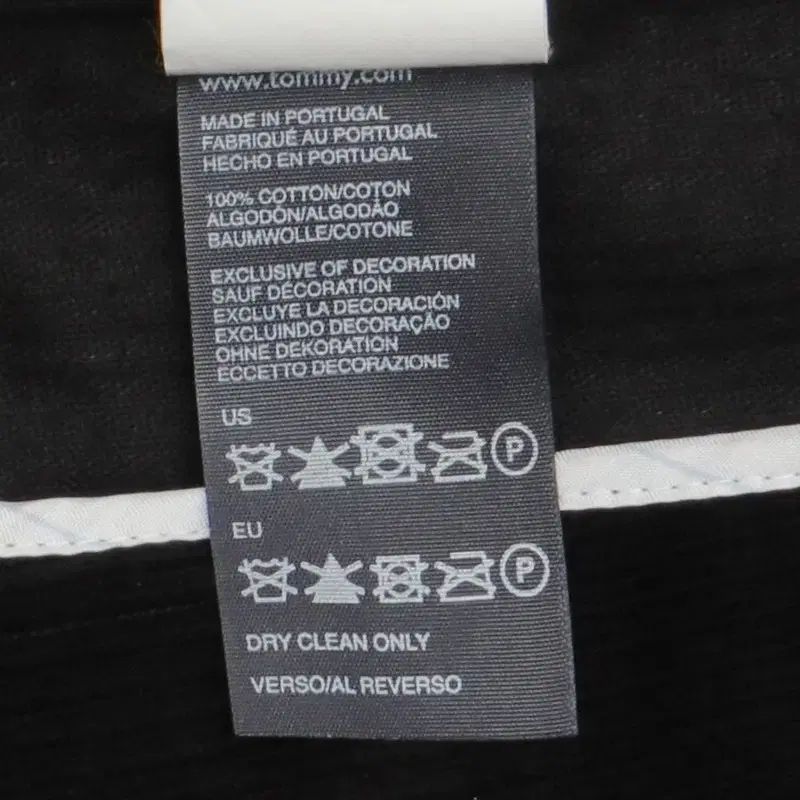 www.tommy.com
MADE IN PORTUGAL
FABRIQUÉ AU PORTUGAL
HECHO EN PORTUGAL
100% COTTON/COTON
ALGODÓN/ALGODÃO
BAUMWOLLE/COTONE
EXCLUSIVE OF DECORATION
SAUF DÉCORATION
EXCLUYE LA DECORACIÓN
EXCLUINDO DECORAÇÃO
OHNE DEKORATION
ECCETTO DECORAZIONE
US
P
EU
P
DRY CLEAN ONLY
VERSO/AL REVERSO